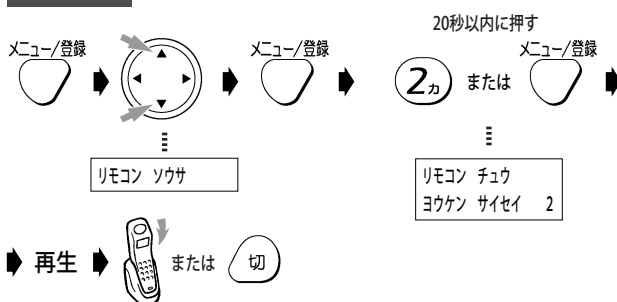 20秒以内に押す
メニュー/登録
メニュー/登録
メニュー/登録
2ヵ
または
リモコン ソウサ
リモコン チュウ
ヨウケン サイセイ 2
再生
または
切